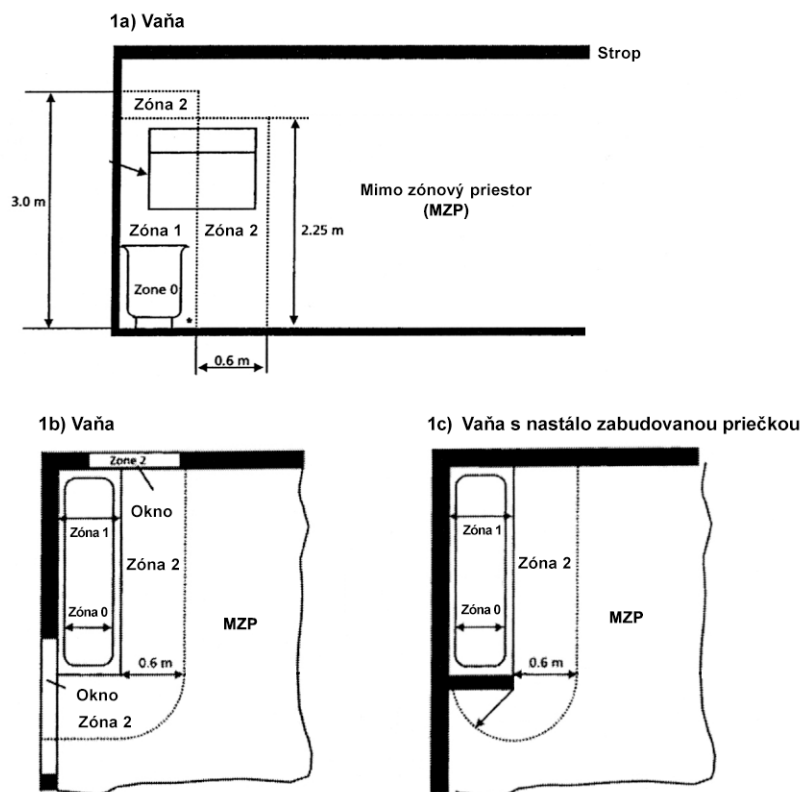 1a) Vaňa
Strop
Zóna 2
3.0 m
Mimo zónový priestor
(MZP)
Zóna 1
Zóna 2
2.25 m
Zone 0
*
0.6 m
1b) Vaňa
1c) Vaňa s nastálo zabudovanou priečkou
Zone 2
Okno
Zóna 1
Zóna 2
Zóna 0
MZP
0.6 m
Okno
Zóna 2
Zóna 1
Zóna 2
Zóna 0
MZP
0.6 m